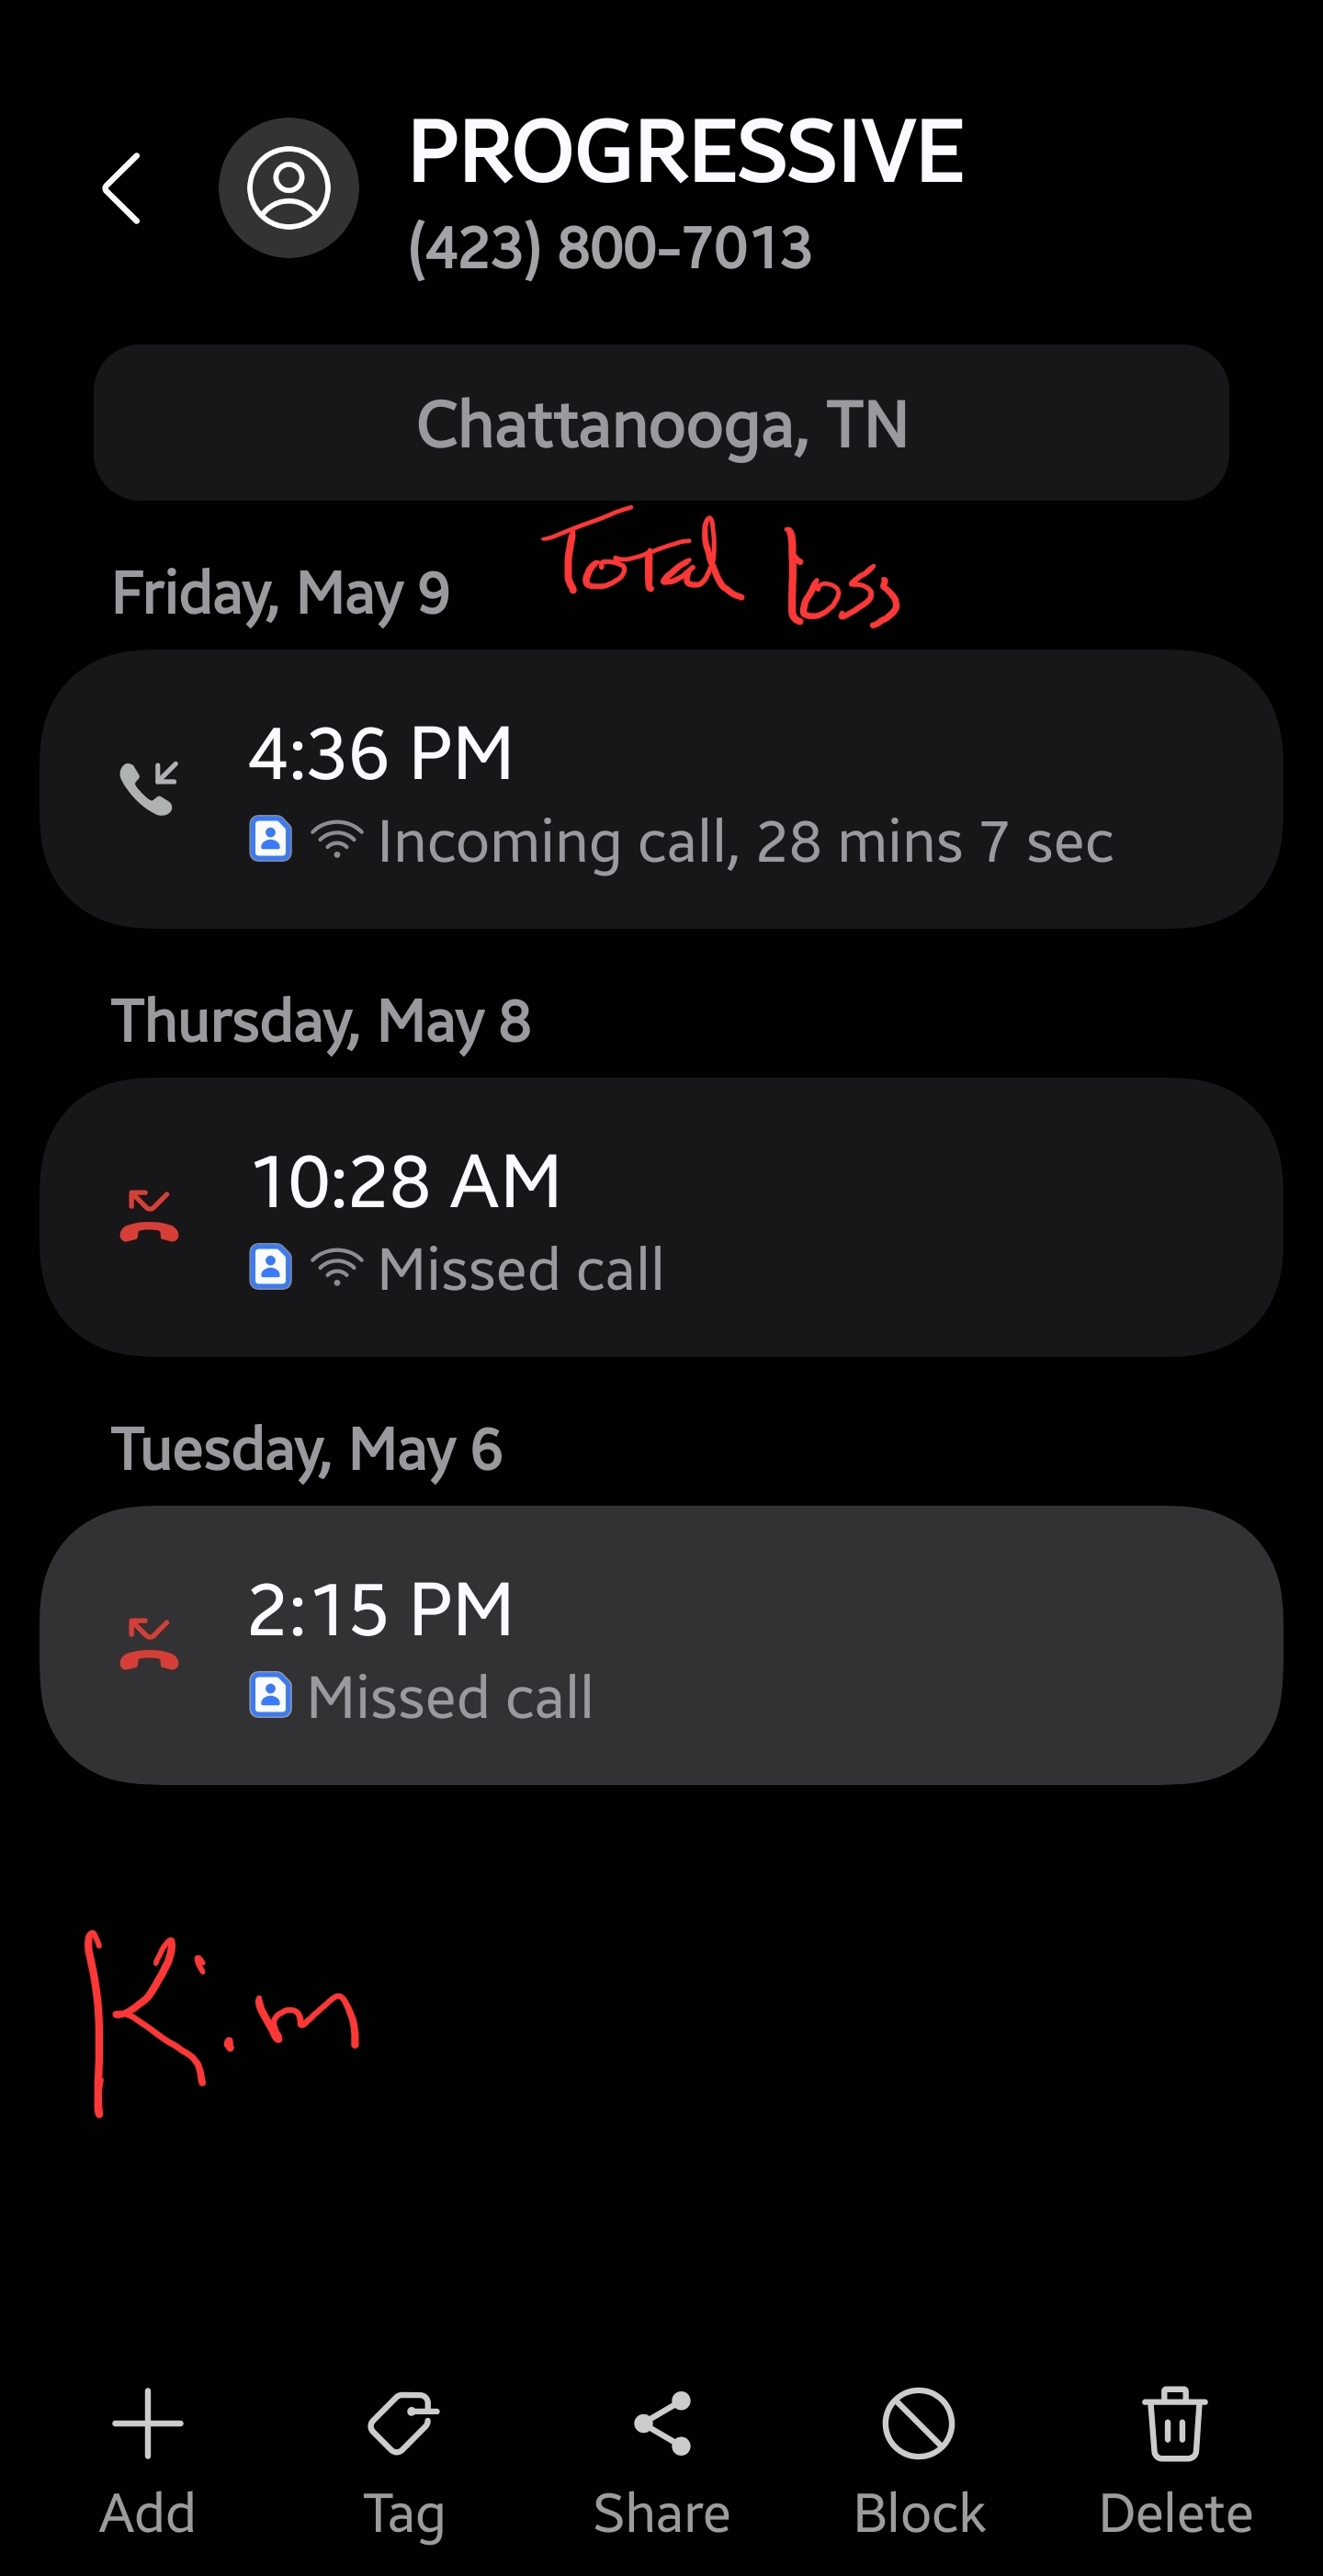 PROGRESSIVE
(423) 800-7013
Chattanooga, TN
Total loss
Friday, May 9
4:36 PM
Incoming call, 28 mins 7 sec
Thursday, May 8
10:28 AM
Missed call
Tuesday, May 6
2:15 PM
Missed call
Kim
Add Tag Share Block Delete